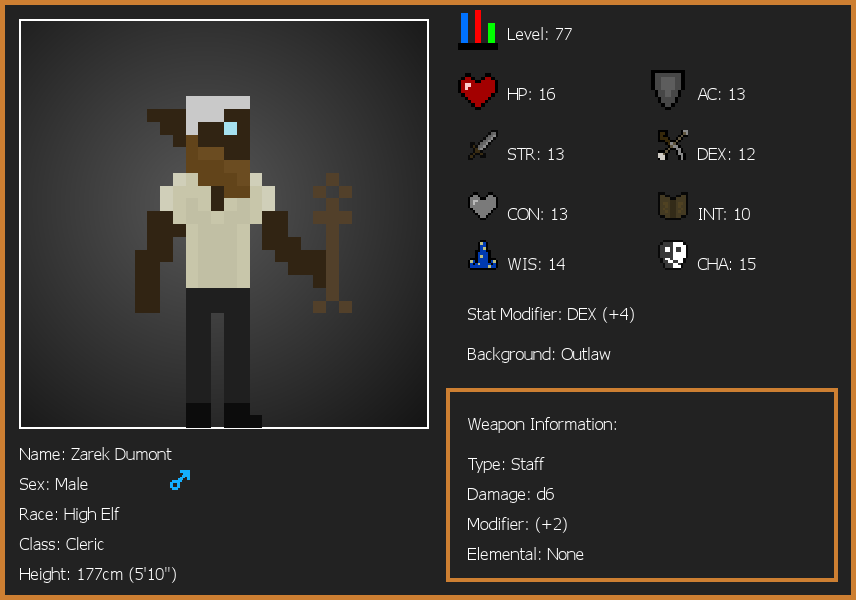 Level: 77
HP: 16
AC: 13
STR: 13
DEX: 12
CON: 13
INT: 10
WIS: 14
CHA: 15
Stat Modifier: DEX (+4)
Background: Outlaw
Weapon Information:
Type: Staff
Damage: d6
Modifier: (+2)
Elemental: None
Name: Zarek Dumont
Sex: Male
Race: High Elf
Class: Cleric
Height: 177cm (5'10")